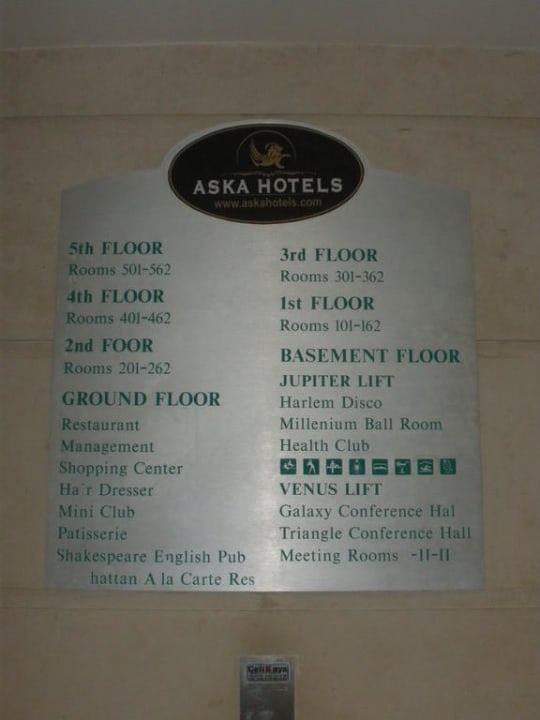 ASKA HOTELS
www.askahotels.com
5th FLOOR
Rooms 501-562
4th FLOOR
Rooms 401-462
2nd FOOR
Rooms 201-262
GROUND FLOOR
Restaurant
Management
Shopping Center
Ha r Dresser
Mini Club
Patisserie
Shakespeare English Pub
hattan A la Carte Res
3rd FLOOR
Rooms 301-362
1st FLOOR
Rooms 101-162
BASEMENT FLOOR
JUPITER LIFT
Harlem Disco
Millenium Ball Room
Health Club
VENUS LIFT
Galaxy Conference Hal
Triangle Conference Hall
Meeting Rooms -II-II